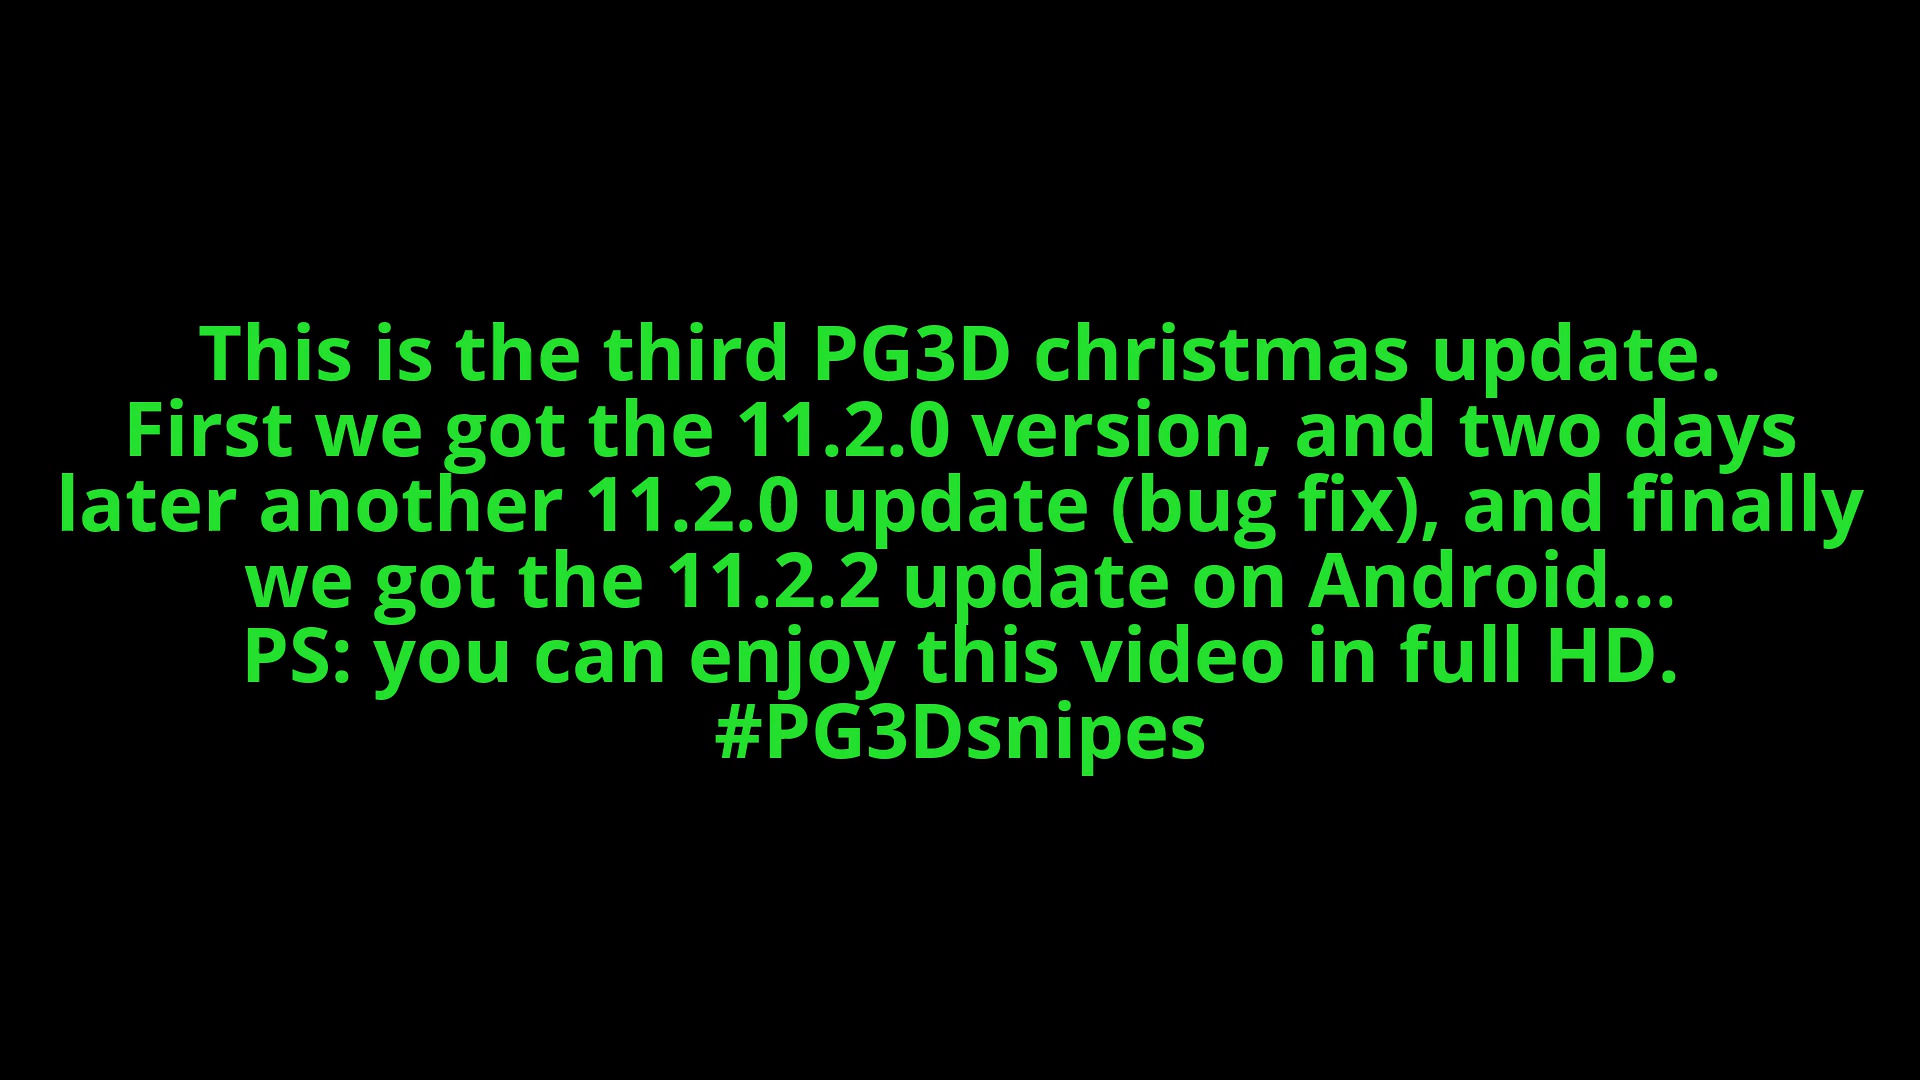 This is the third PG3D christmas update.
First we got the 11.2.0 version, and two days
later another 11.2.0 update (bug fix), and finally
we got the 11.2.2 update on Android...
PS: you can enjoy this video in full HD.
#PG3Dsnipes